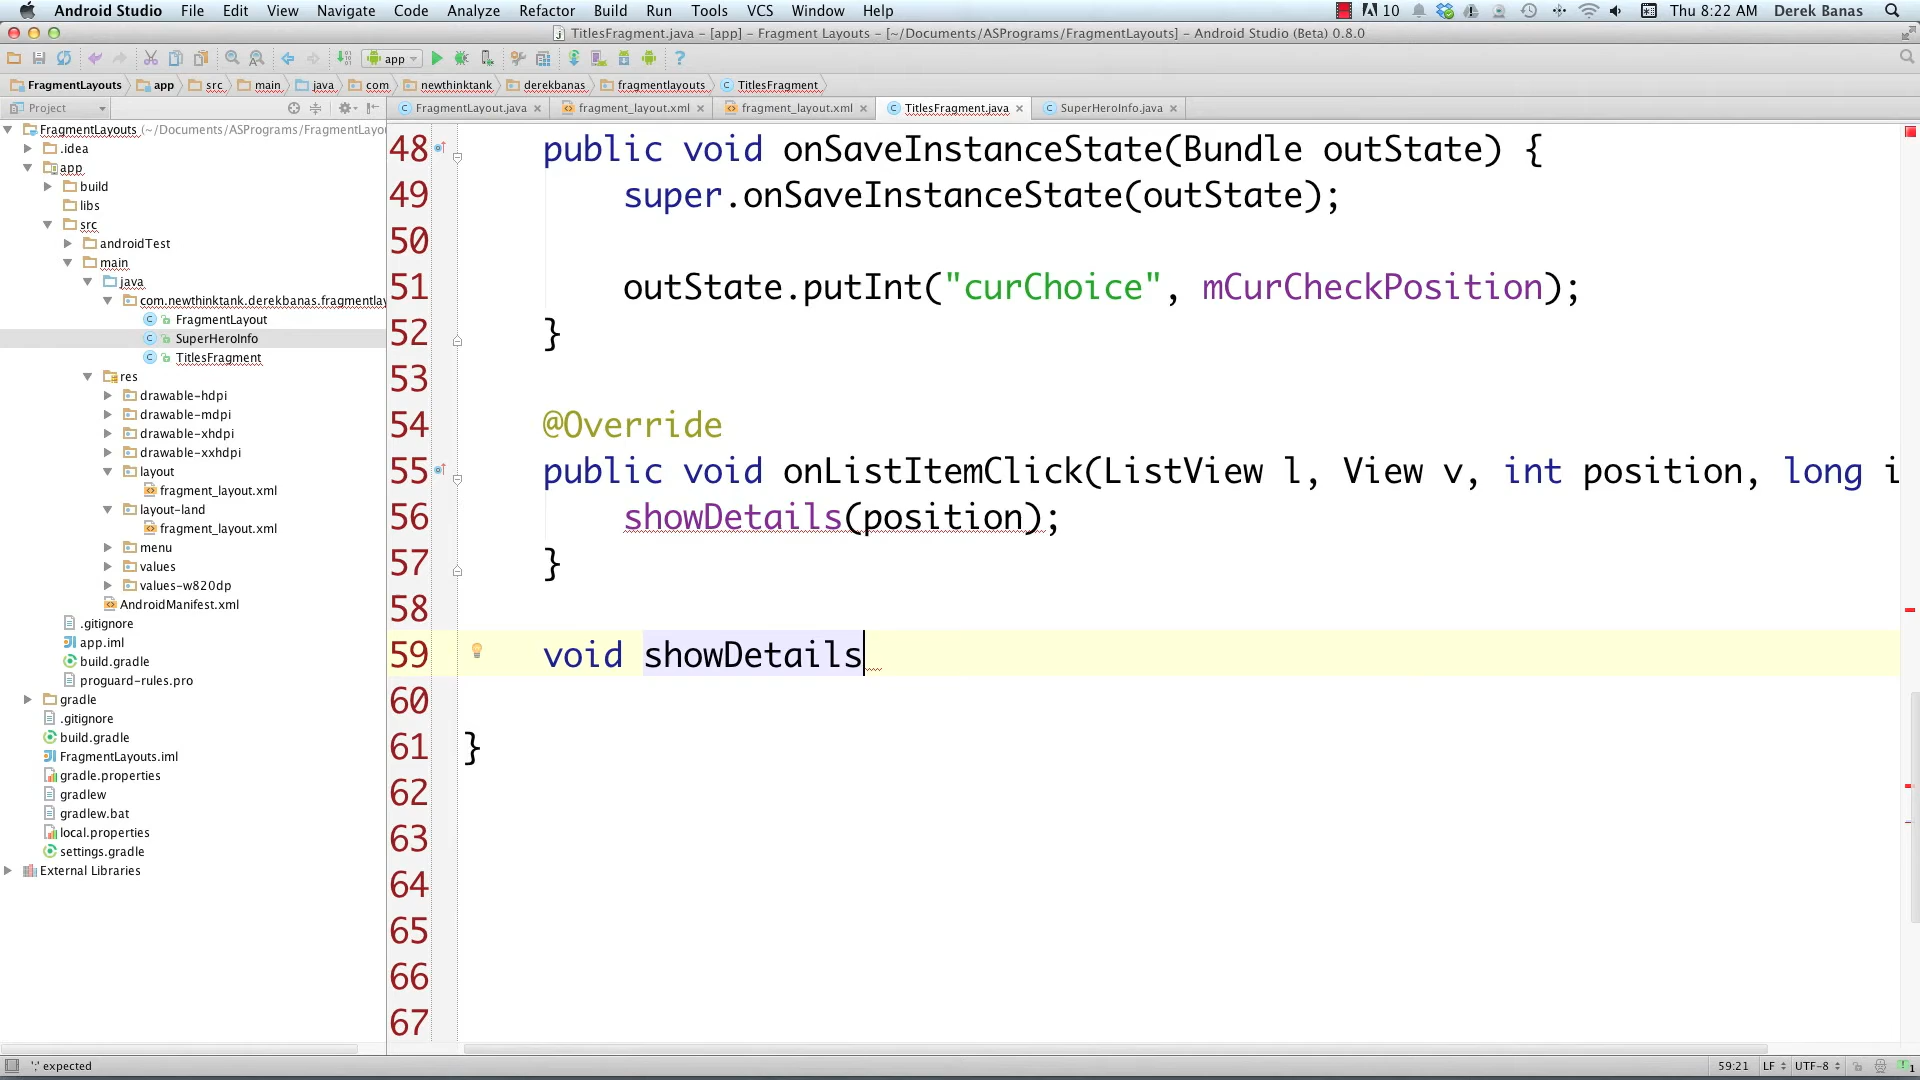 Android Studio File Edit View Navigate Code Analyze Refactor Build Run Tools VCS Window Help 10 Thu 8:22 AM Derek Banas
TitlesFragment.java – [app] – Fragment Layouts – [~/Documents/ASPrograms/FragmentLayouts] – Android Studio (Beta) 0.8.0
app
FragmentLayouts app src main java com newthinktank derekbanas fragmentlayouts TitlesFragment
Project
FragmentLayout.java fragment_layout.xml fragment_layout.xml TitlesFragment.java SuperHeroInfo.java
FragmentLayouts (~/Documents/ASPrograms/FragmentLayou
.idea
app
build
libs
src
androidTest
main
java
com.newthinktank.derekbanas.fragmentlay
FragmentLayout
SuperHeroInfo
TitlesFragment
res
drawable-hdpi
drawable-mdpi
drawable-xhdpi
drawable-xxhdpi
layout
fragment_layout.xml
layout-land
fragment_layout.xml
menu
values
values-w820dp
AndroidManifest.xml
.gitignore
app.iml
build.gradle
proguard-rules.pro
gradle
.gitignore
build.gradle
FragmentLayouts.iml
gradle.properties
gradlew
gradlew.bat
local.properties
settings.gradle
External Libraries
48 public void onSaveInstanceState(Bundle outState) {
49 super.onSaveInstanceState(outState);
50
51 outState.putInt("curChoice", mCurCheckPosition);
52 }
53
54 @Override
55 public void onListItemClick(ListView l, View v, int position, long i
56 showDetails(position);
57 }
58
59 void showDetails
60
61 }
62
63
64
65
66
67
';' expected
59:21 LF UTF-8 1